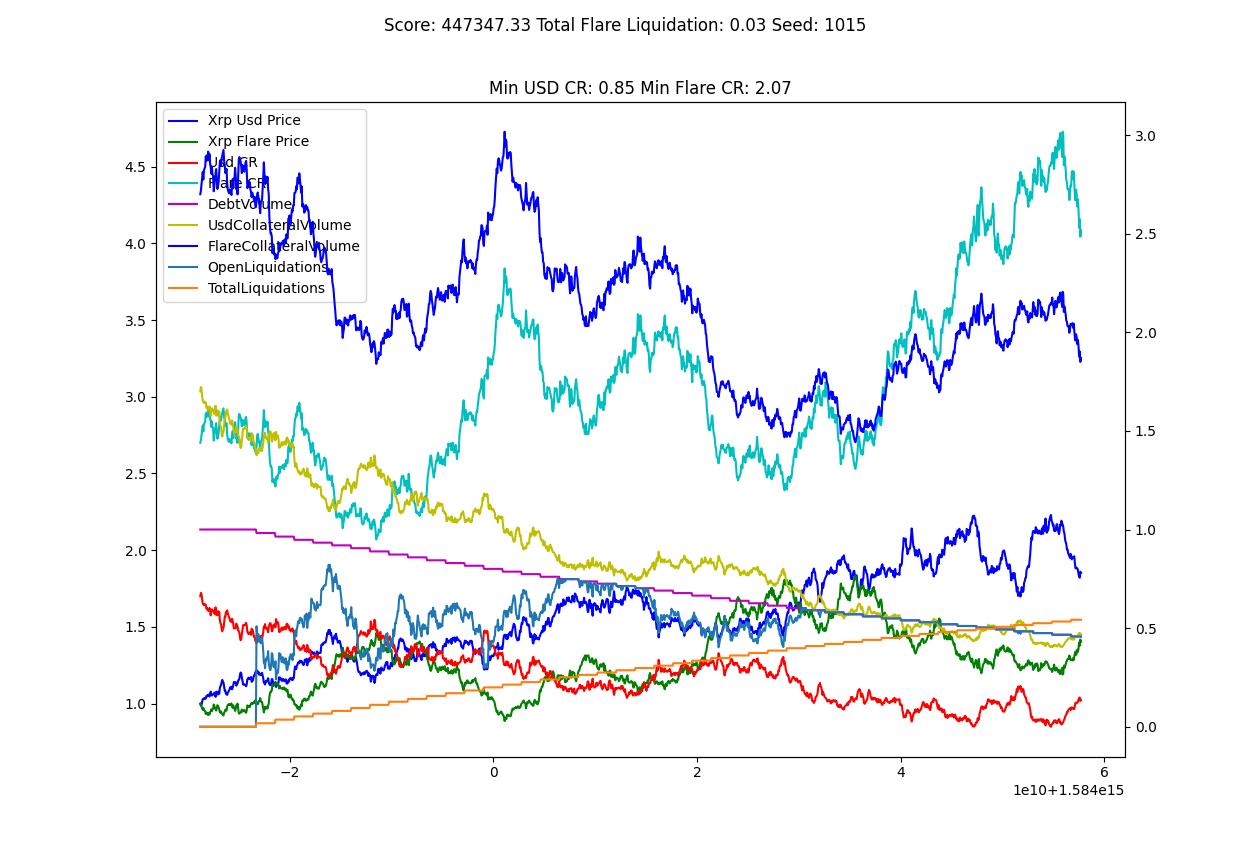 Score: 447347.33 Total Flare Liquidation: 0.03 Seed: 1015
Min USD CR: 0.85 Min Flare CR: 2.07
Xrp Usd Price
Xrp Flare Price
Usd CR
Flare CR
DebtVolume
UsdCollateralVolume
FlareCollateralVolume
OpenLiquidations
TotalLiquidations
4.5
4.0
3.5
3.0
2.5
2.0
1.5
1.0
3.0
2.5
2.0
1.5
1.0
0.5
0.0
−2
0
2
4
6
1e10+1.584e15